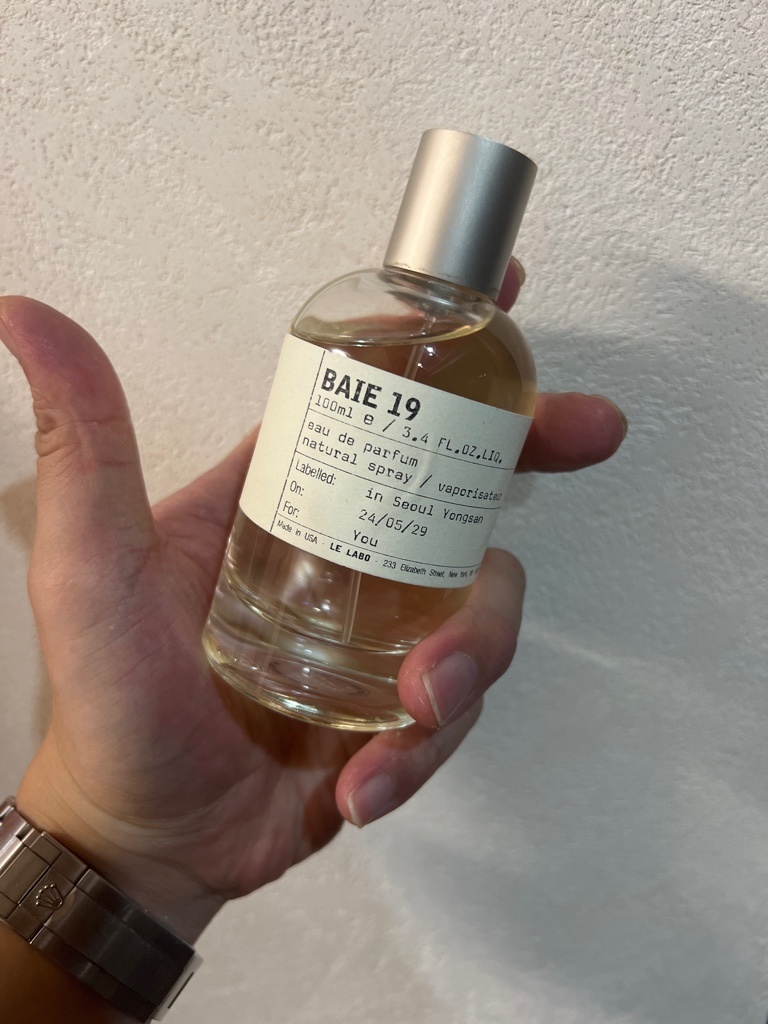 BAIE 19
100ml e / 3.4 FL.OZ.LIQ.
eau de parfum
natural spray / vaporisateur
Labelled: in Seoul Yongsan
On: 24/05/29
For: You
Made in USA - LE LABO - 233 Elizabeth Street, New York, NY